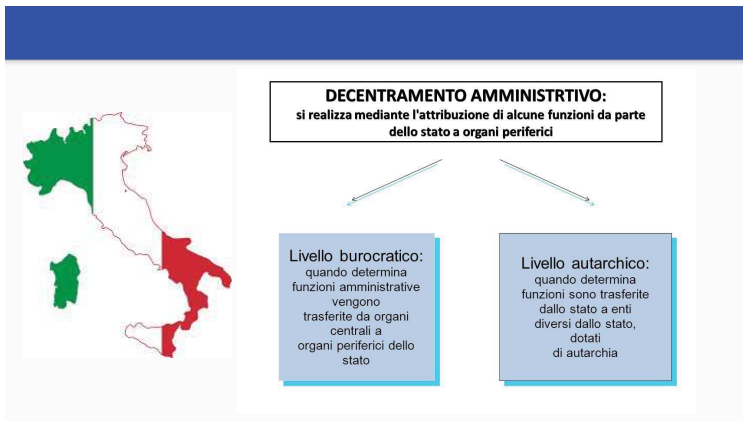 DECENTRAMENTO AMMINISTRTIVO:
si realizza mediante l'attribuzione di alcune funzioni da parte
dello stato a organi periferici
Livello burocratico:
quando determina
funzioni amministrative
vengono
trasferite da organi
centrali a
organi periferici dello
stato
Livello autarchico:
quando determina
funzioni sono trasferite
dallo stato a enti
diversi dallo stato,
dotati
di autarchia